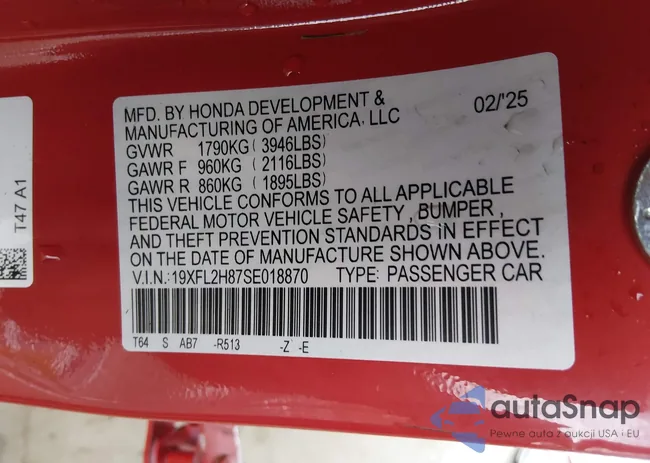 MFD. BY HONDA DEVELOPMENT & 02/'25
MANUFACTURING OF AMERICA, LLC
GVWR 1790KG ( 3946LBS)
GAWR F 960KG ( 2116LBS)
GAWR R 860KG ( 1895LBS)
THIS VEHICLE CONFORMS TO ALL APPLICABLE
FEDERAL MOTOR VEHICLE SAFETY , BUMPER ,
AND THEFT PREVENTION STANDARDS IN EFFECT
ON THE DATE OF MANUFACTURE SHOWN ABOVE.
V.I.N.:19XFL2H87SE018870 TYPE: PASSENGER CAR
T64 S AB7 -R513 -Z -E
T47 A1
autaSnap
Pewne auta z aukcji USA i EU